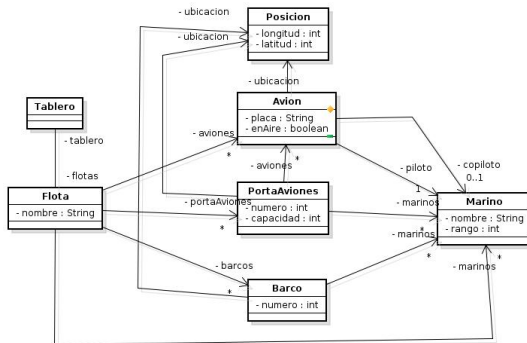 - ubicacion
Posicion
- longitud : int
- latitud : int
- ubicacion
- ubicacion
Tablero
Avion
- placa : String
- enAire : boolean
- tablero
- aviones
*
- aviones
*
- piloto
1
- copiloto
0..1
- flotas
Flota
- nombre : String
- portaAviones
*
PortaAviones
- numero : int
- capacidad : int
- marinos
*
Marino
- nombre : String
- rango : int
- marinos
*
- barcos
*
Barco
- numero : int
- marinos
*